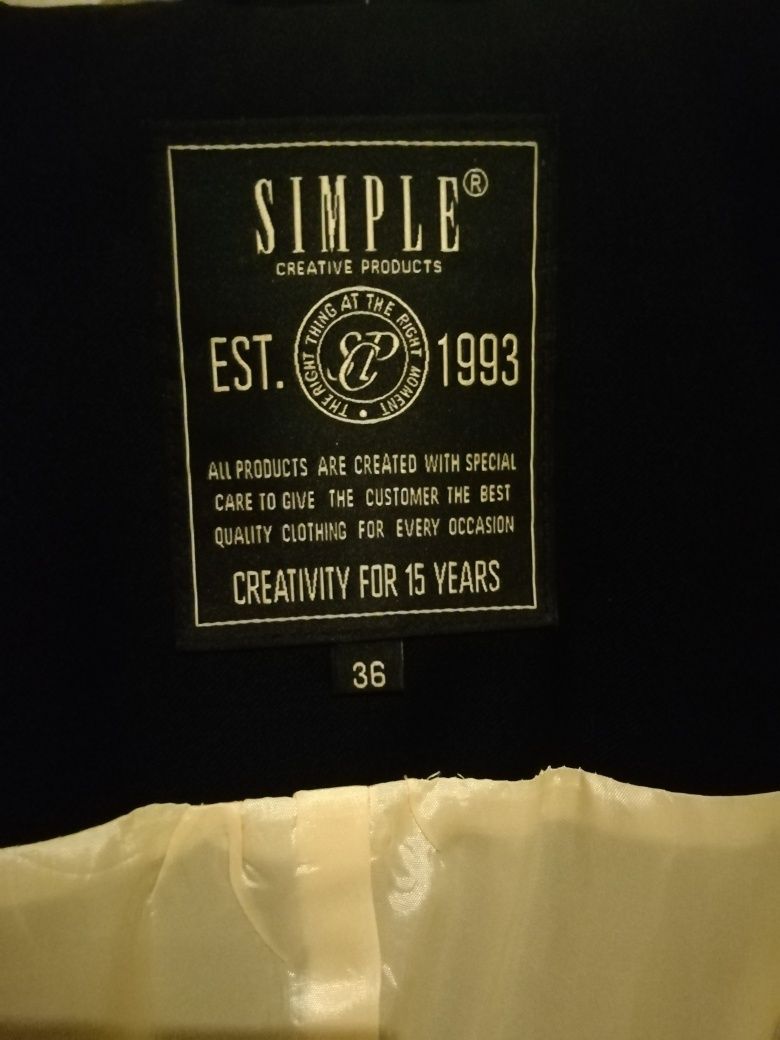 SIMPLE®
CREATIVE PRODUCTS
EST. 1993
THE RIGHT THING AT THE RIGHT MOMENT •
SCP
ALL PRODUCTS ARE CREATED WITH SPECIAL
CARE TO GIVE THE CUSTOMER THE BEST
QUALITY CLOTHING FOR EVERY OCCASION
CREATIVITY FOR 15 YEARS
36